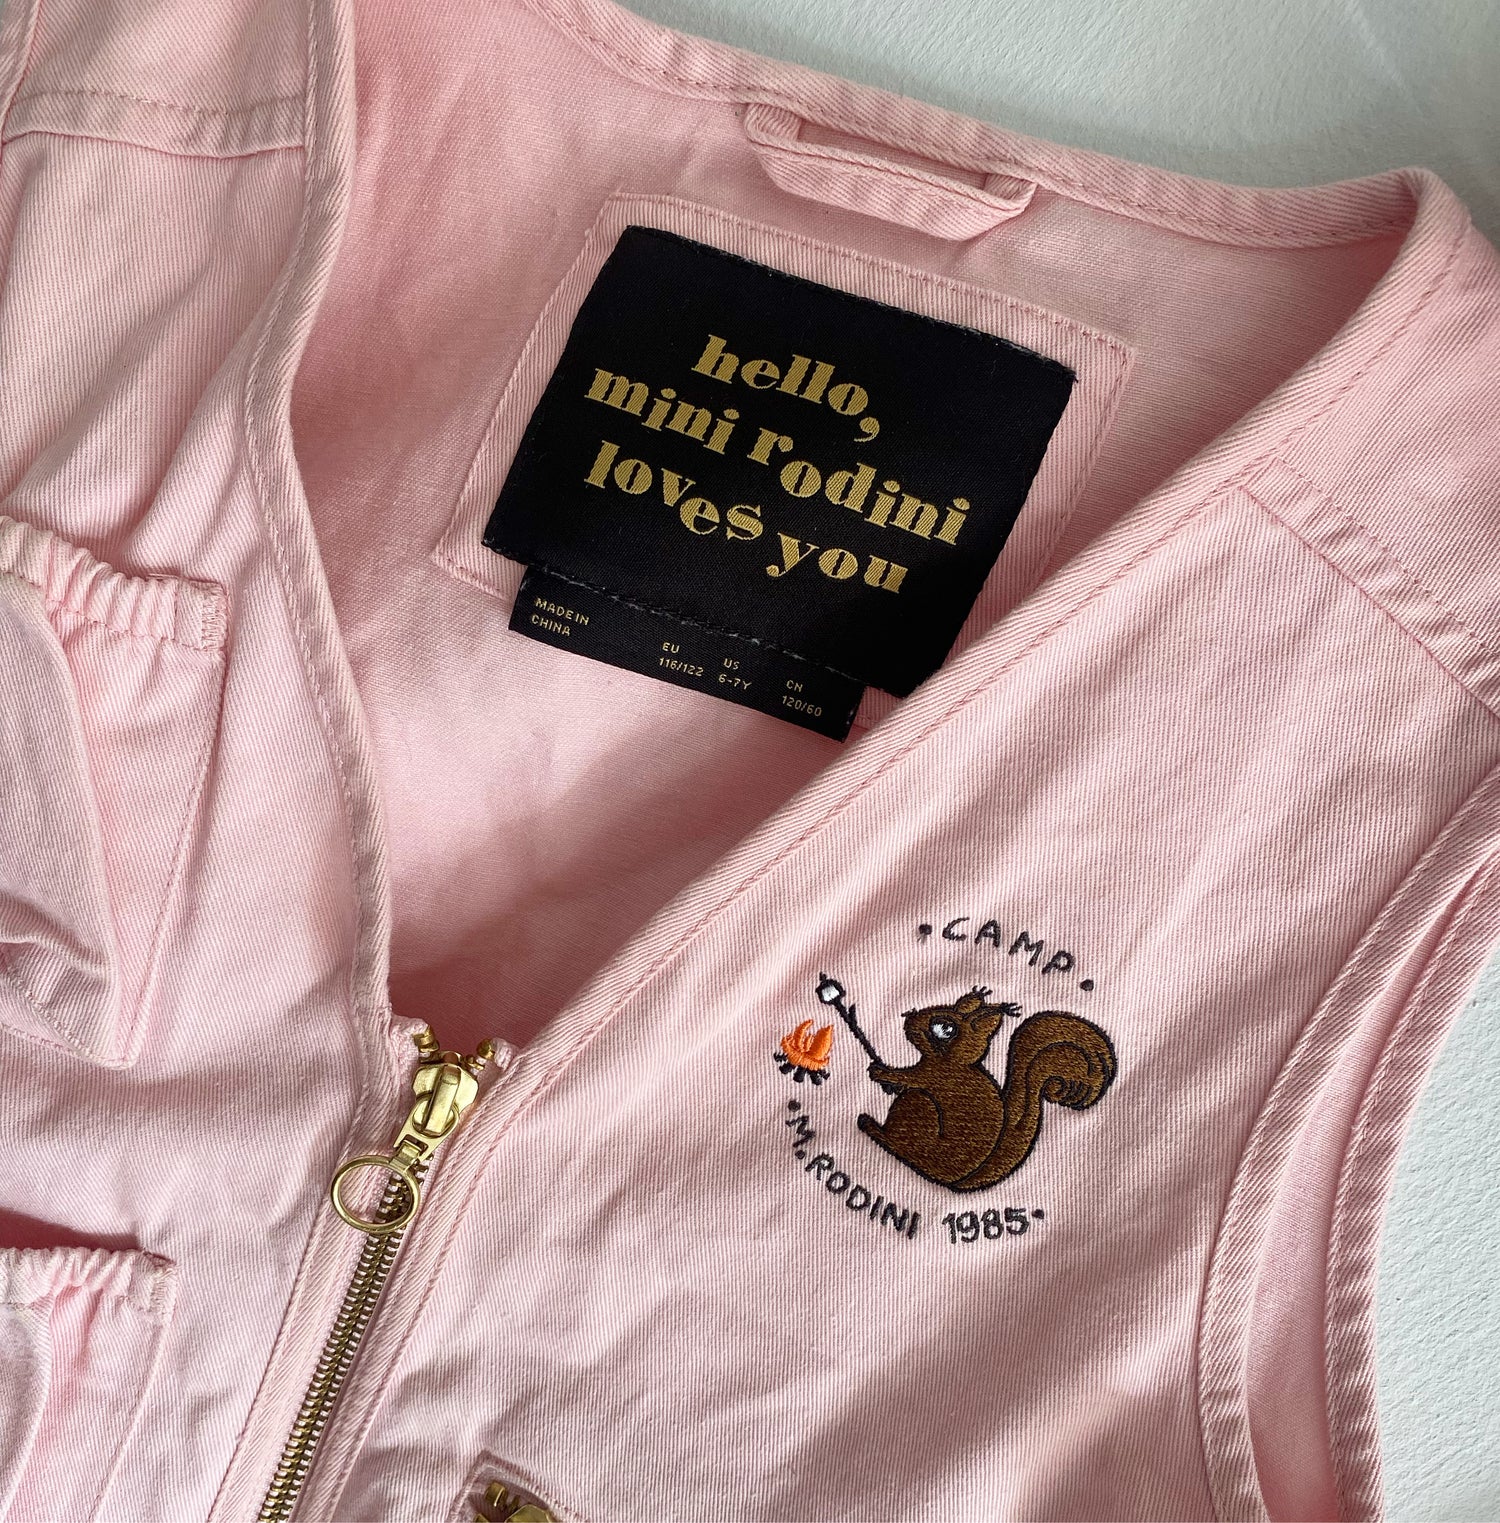 hello,
mini rodini
loves you
MADE IN
CHINA
EU
116/122
US
6-7Y
CN
120/60
·CAMP·
·M.RODINI 1985·